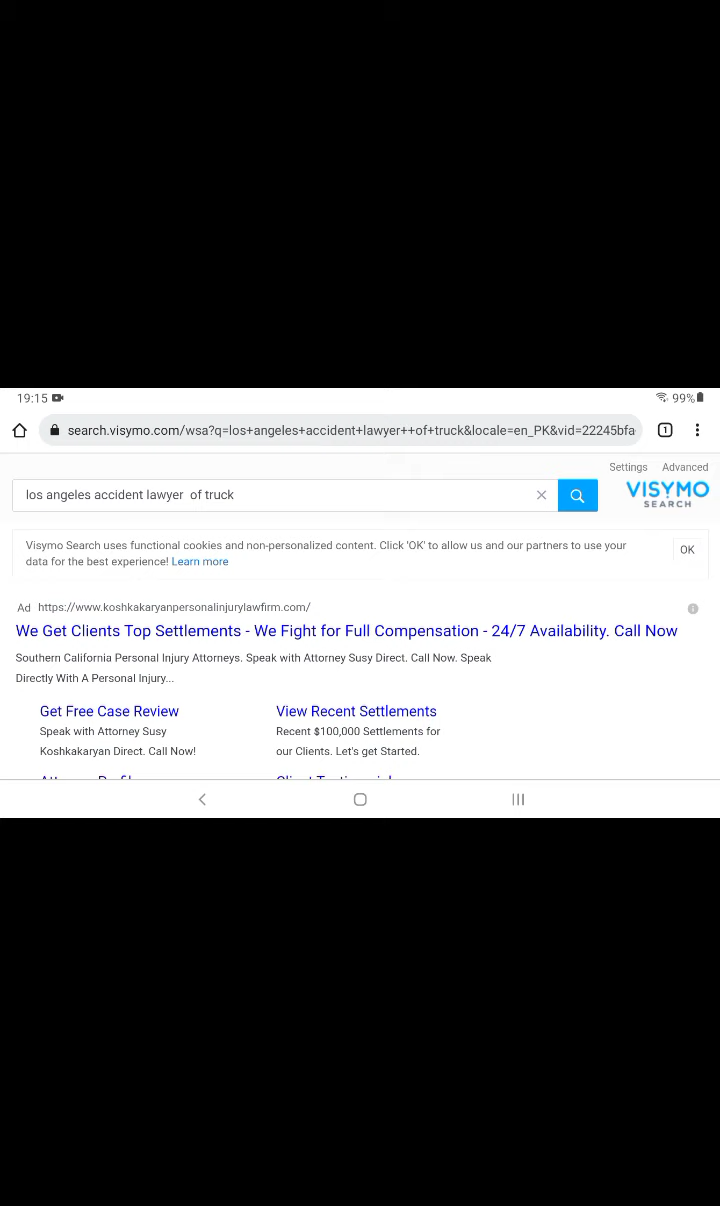 19:15
99%
search.visymo.com/wsa?q=los+angeles+accident+lawyer++of+truck&locale=en_PK&vid=22245bfa
1
Settings Advanced
los angeles accident lawyer  of truck
VISYMO
SEARCH
Visymo Search uses functional cookies and non-personalized content. Click 'OK' to allow us and our partners to use your
data for the best experience! Learn more
OK
Ad https://www.koshkakaryanpersonalinjurylawfirm.com/
We Get Clients Top Settlements - We Fight for Full Compensation - 24/7 Availability. Call Now
Southern California Personal Injury Attorneys. Speak with Attorney Susy Direct. Call Now. Speak
Directly With A Personal Injury...
Get Free Case Review
Speak with Attorney Susy
Koshkakaryan Direct. Call Now!
View Recent Settlements
Recent $100,000 Settlements for
our Clients. Let's get Started.